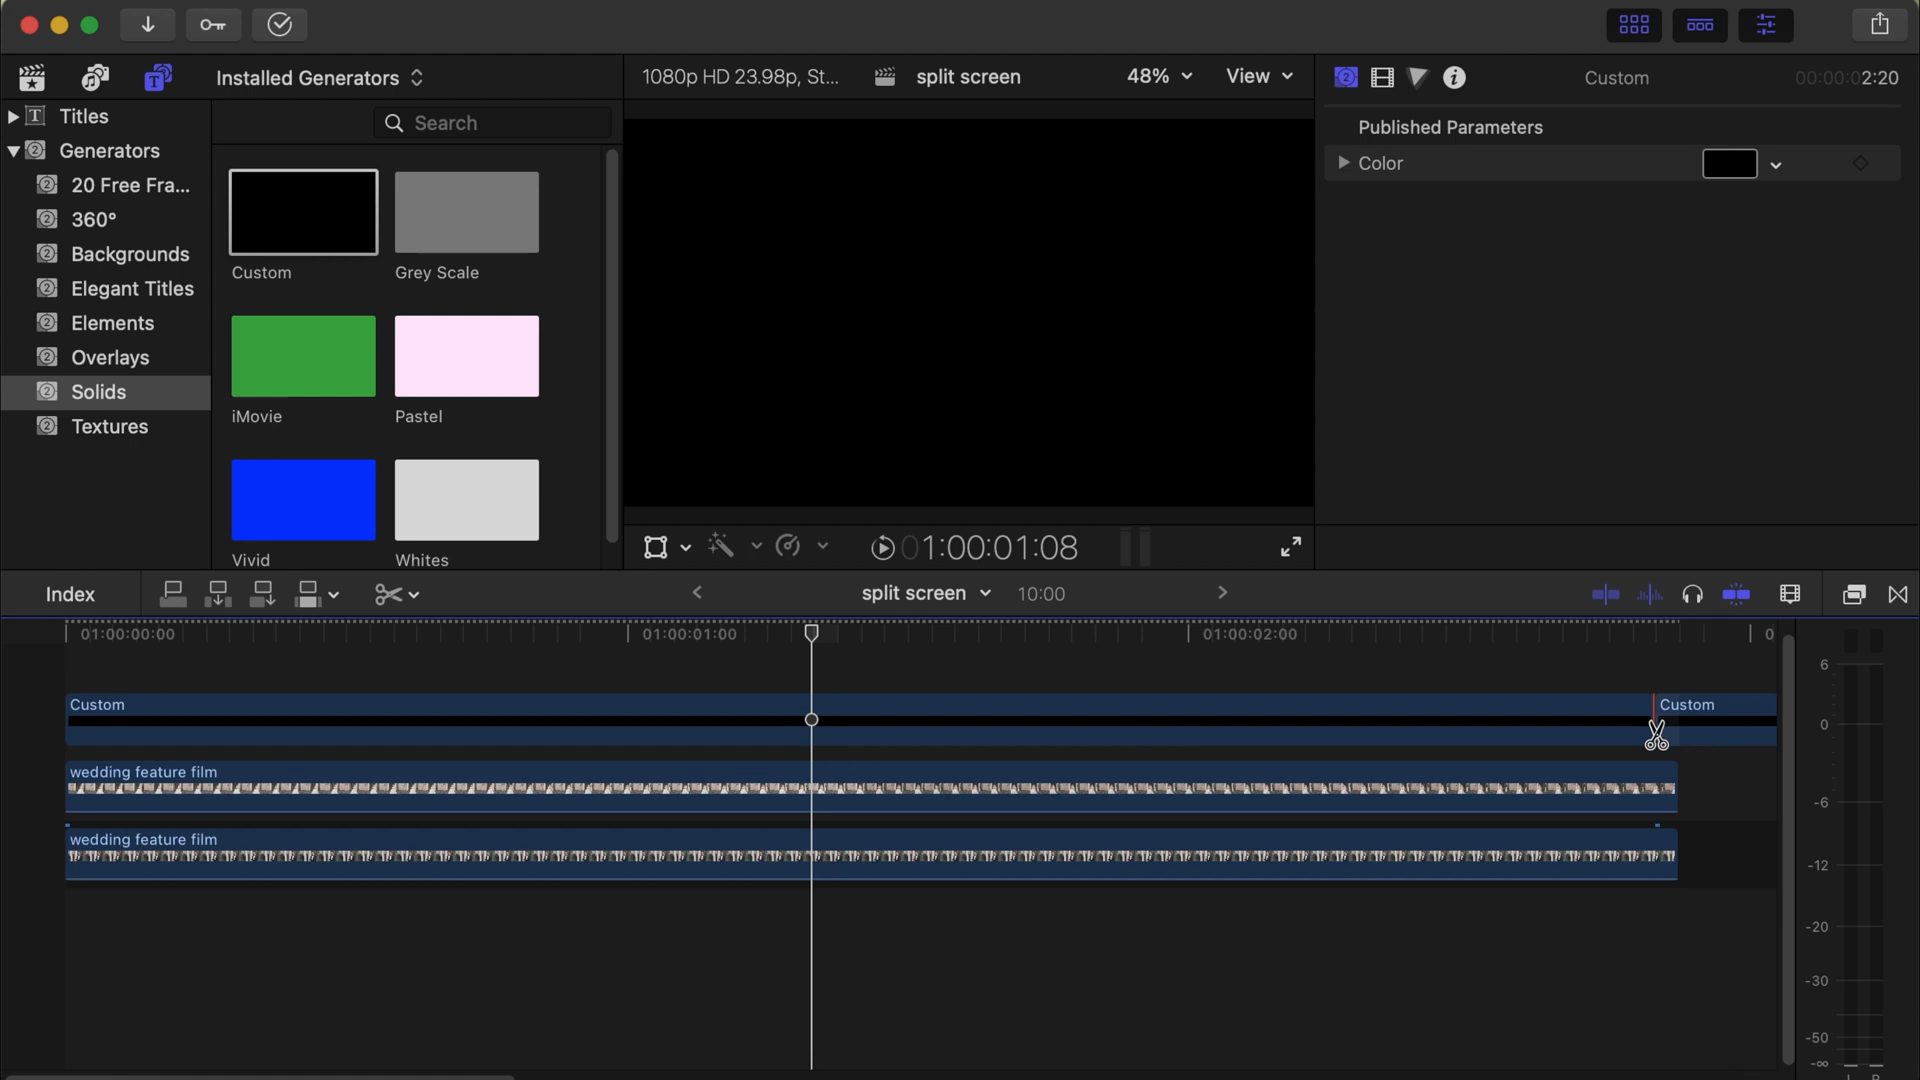 Installed Generators
1080p HD 23.98p, St...
split screen
48%
View
Custom
00:00:02:20
Titles
Generators
20 Free Fra...
360°
Backgrounds
Elegant Titles
Elements
Overlays
Solids
Textures
Search
Custom
Grey Scale
iMovie
Pastel
Vivid
Whites
Published Parameters
Color
01:00:01:08
Index
split screen
10:00
01:00:00:00
01:00:01:00
01:00:02:00
0
Custom
Custom
wedding feature film
wedding feature film
6
0
-6
-12
-20
-30
-50
-∞